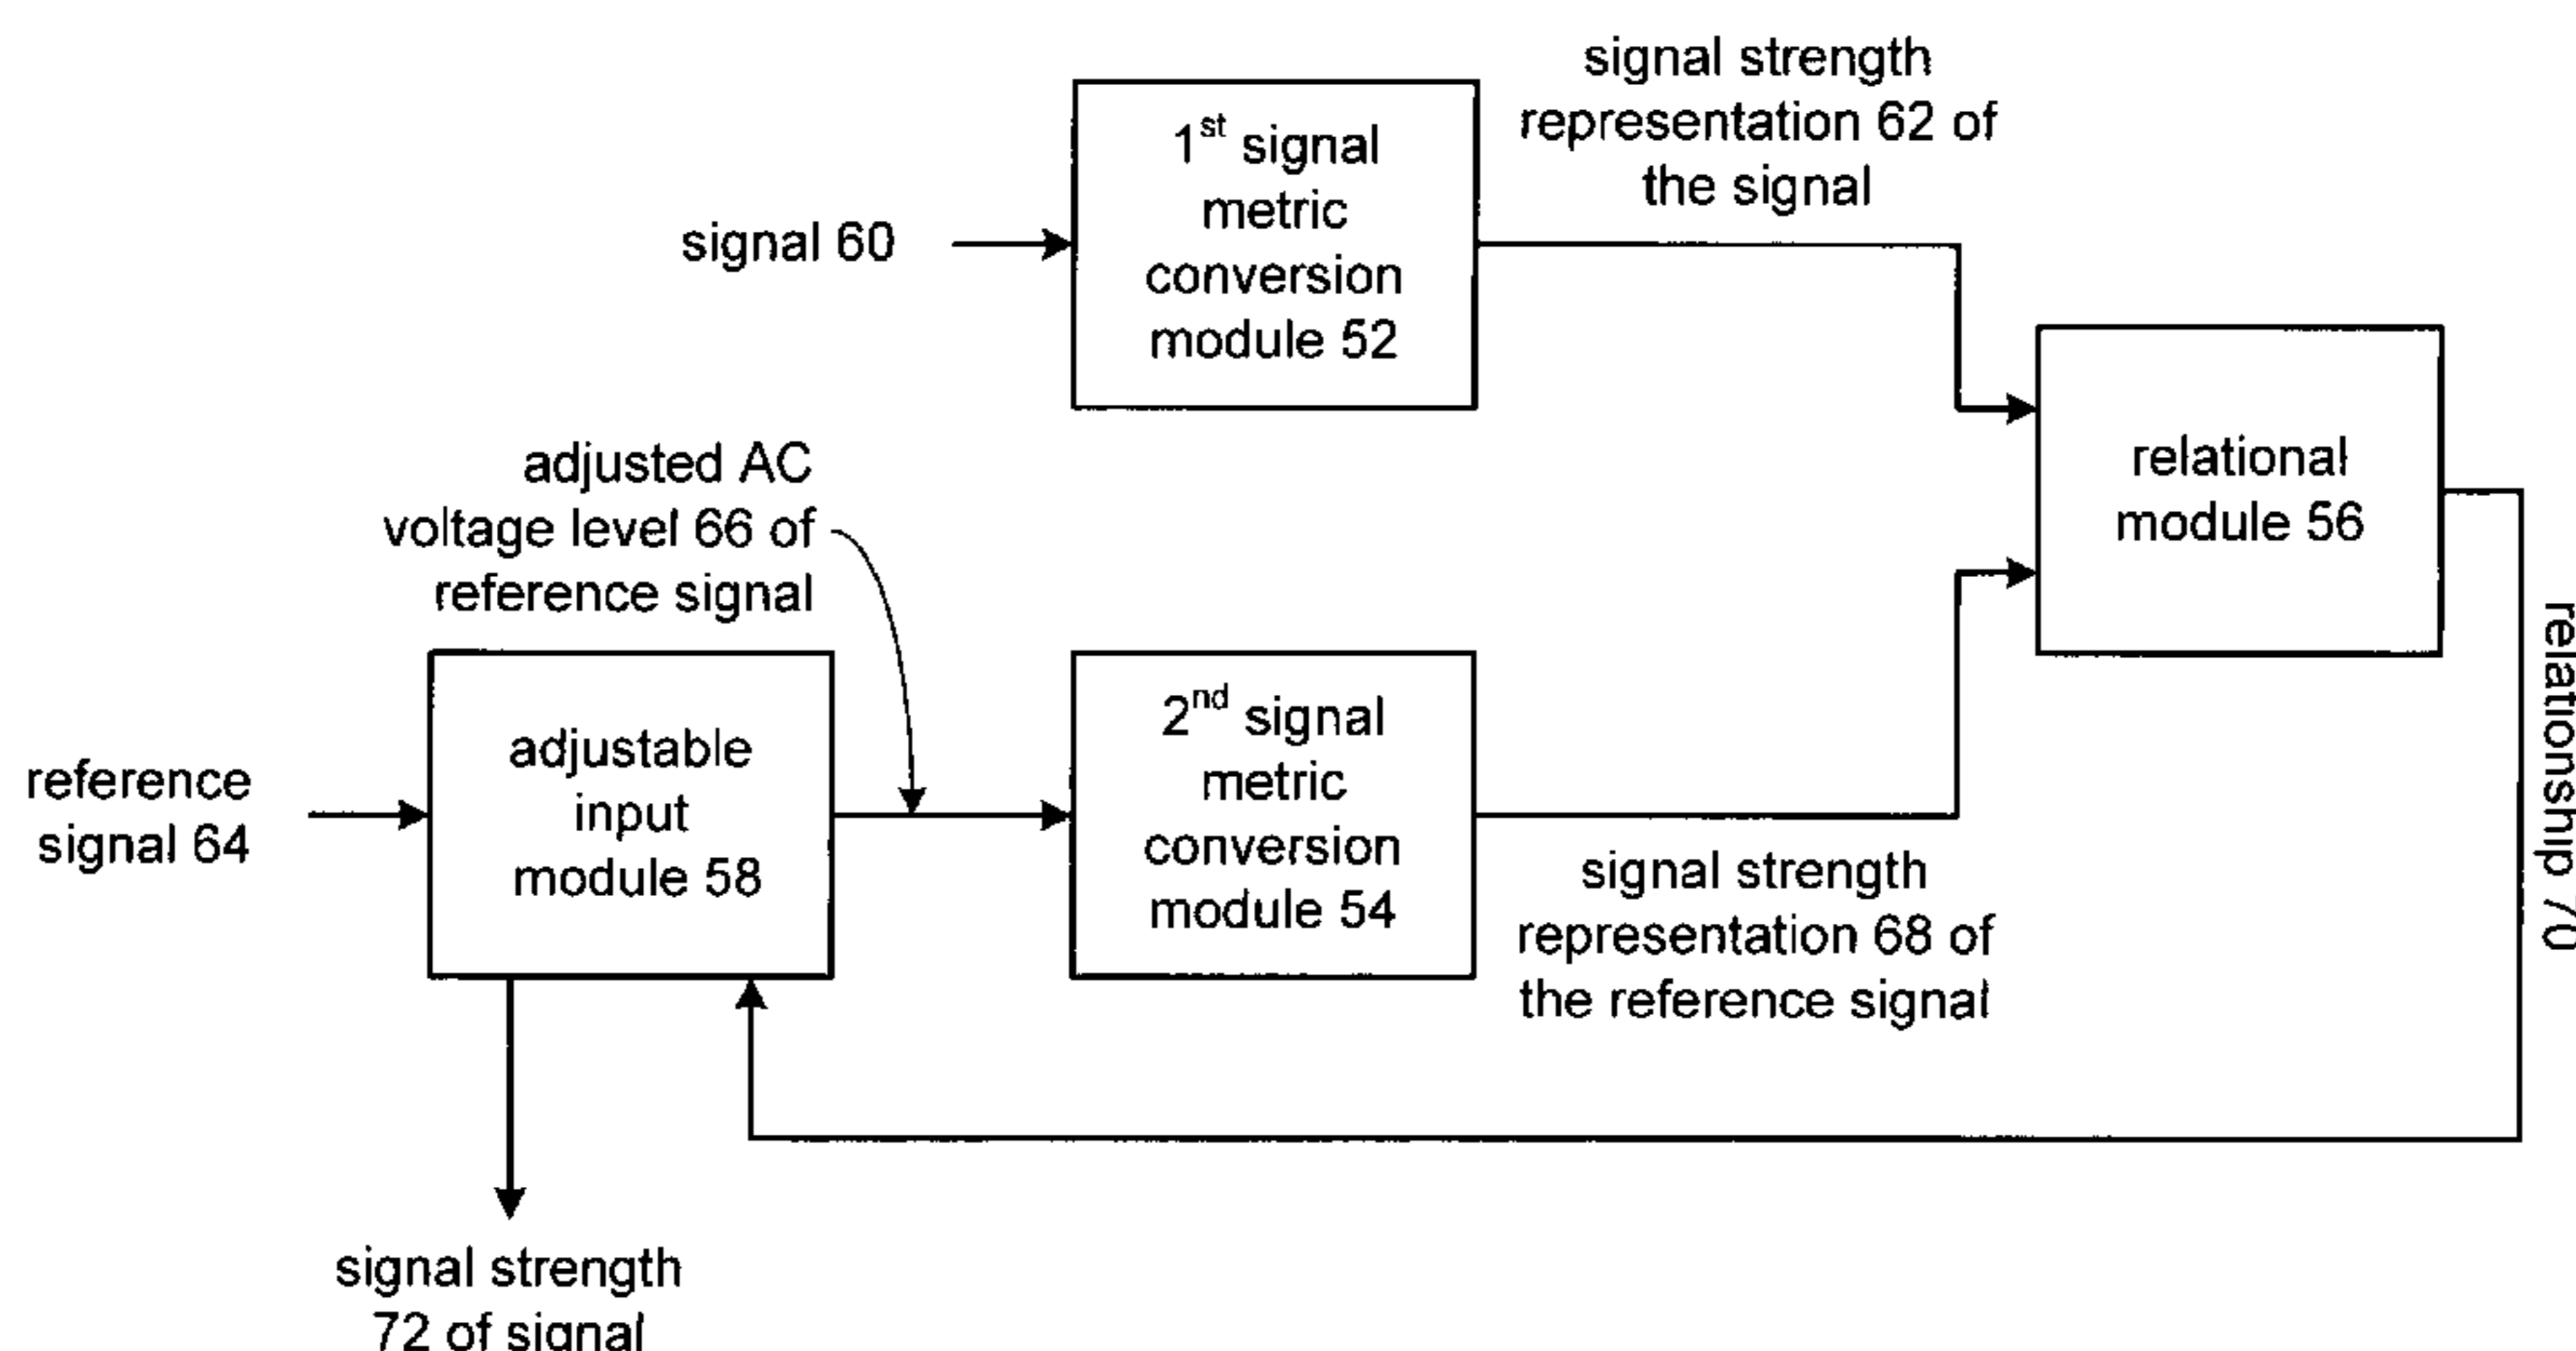 signal strength
representation 62 of
the signal
1st signal
metric
conversion
module 52
signal 60
relational
module 56
adjusted AC
voltage level 66 of
reference signal
relationship 70
2nd signal
metric
conversion
module 54
adjustable
input
module 58
reference
signal 64
signal strength
representation 68 of
the reference signal
signal strength
72 of signal